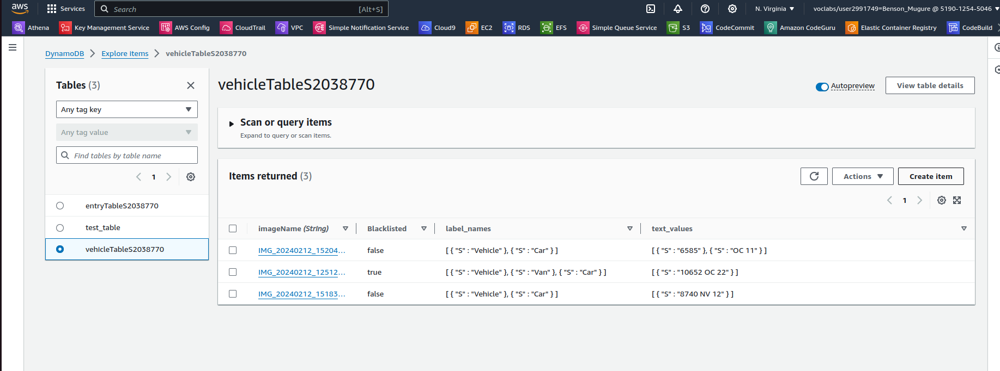 aws Services Search [Alt+S] N. Virginia voclabs/user2991749=Benson_Mugure @ 5190-1254-5046
Athena Key Management Service AWS Config CloudTrail VPC Simple Notification Service Cloud9 EC2 RDS EFS Simple Queue Service S3 CodeCommit Amazon CodeGuru Elastic Container Registry CodeBuild
DynamoDB Explore items vehicleTableS2038770
Tables (3)
Any tag key
Any tag value
Find tables by table name
1
entryTableS2038770
test_table
vehicleTableS2038770
vehicleTableS2038770
Autopreview View table details
Scan or query items
Expand to query or scan items.
Items returned (3)
Actions Create item
1
imageName (String) Blacklisted label_names text_values
IMG_20240212_15204... false [ { "S" : "Vehicle" }, { "S" : "Car" } ] [ { "S" : "6585" }, { "S" : "OC 11" } ]
IMG_20240212_12512... true [ { "S" : "Vehicle" }, { "S" : "Van" }, { "S" : "Car" } ] [ { "S" : "10652 OC 22" } ]
IMG_20240212_15183... false [ { "S" : "Vehicle" }, { "S" : "Car" } ] [ { "S" : "8740 NV 12" } ]